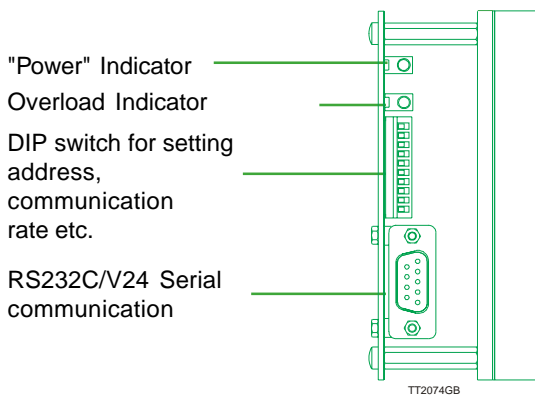 "Power" Indicator
Overload Indicator
DIP switch for setting
address,
communication
rate etc.
RS232C/V24 Serial
communication
TT2074GB